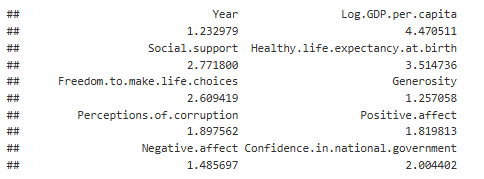 ##                         Year           Log.GDP.per.capita
##                     1.232979                     4.470511
##               Social.support Healthy.life.expectancy.at.birth
##                     2.771800                     3.514736
## Freedom.to.make.life.choices                   Generosity
##                     2.609419                     1.257058
##    Perceptions.of.corruption              Positive.affect
##                     1.897562                     1.819813
##              Negative.affect Confidence.in.national.government
##                     1.485697                     2.004402